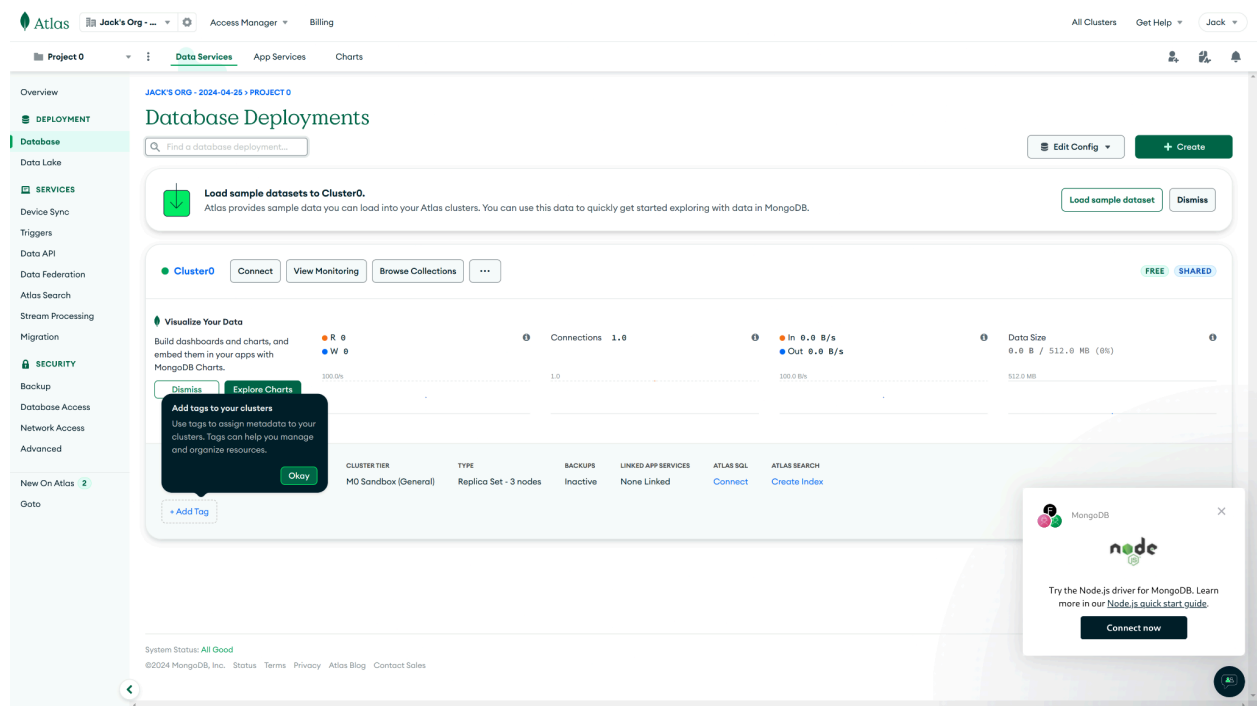 Atlas
Jack's Org - ...
Access Manager
Billing
All Clusters
Get Help
Jack
Project 0
Data Services
App Services
Charts
Overview
DEPLOYMENT
Database
Data Lake
SERVICES
Device Sync
Triggers
Data API
Data Federation
Atlas Search
Stream Processing
Migration
SECURITY
Backup
Database Access
Network Access
Advanced
New On Atlas 2
Goto
JACK'S ORG - 2024-04-25 > PROJECT 0
Database Deployments
Find a database deployment...
Edit Config
+ Create
Load sample datasets to Cluster0.
Atlas provides sample data you can load into your Atlas clusters. You can use this data to quickly get started exploring with data in MongoDB.
Load sample dataset
Dismiss
Cluster0
Connect
View Monitoring
Browse Collections
...
FREE
SHARED
Visualize Your Data
Build dashboards and charts, and
embed them in your apps with
MongoDB Charts.
Dismiss
Explore Charts
R 0
W 0
100.0/s
Connections 1.0
1.0
In 0.0 B/s
Out 0.0 B/s
100.0 B/s
Data Size
0.0 B / 512.0 MB (0%)
512.0 MB
Add tags to your clusters
Use tags to assign metadata to your
clusters. Tags can help you manage
and organize resources.
Okay
CLUSTER TIER
M0 Sandbox (General)
TYPE
Replica Set - 3 nodes
BACKUPS
Inactive
LINKED APP SERVICES
None Linked
ATLAS SQL
Connect
ATLAS SEARCH
Create Index
+ Add Tag
MongoDB
node
JS
Try the Node.js driver for MongoDB. Learn
more in our Node.js quick start guide.
Connect now
System Status: All Good
©2024 MongoDB, Inc. Status Terms Privacy Atlas Blog Contact Sales